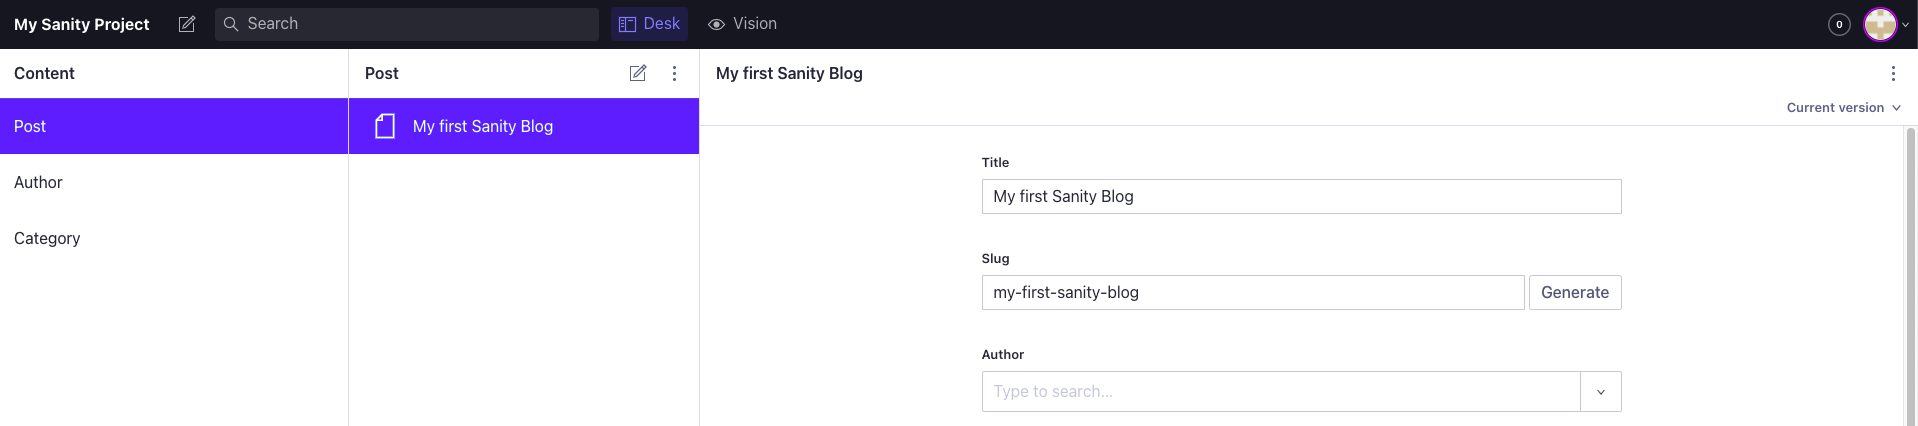 My Sanity Project
Search
Desk
Vision
0
Content
Post
Author
Category
Post
My first Sanity Blog
My first Sanity Blog
Current version
Title
My first Sanity Blog
Slug
my-first-sanity-blog
Generate
Author
Type to search...